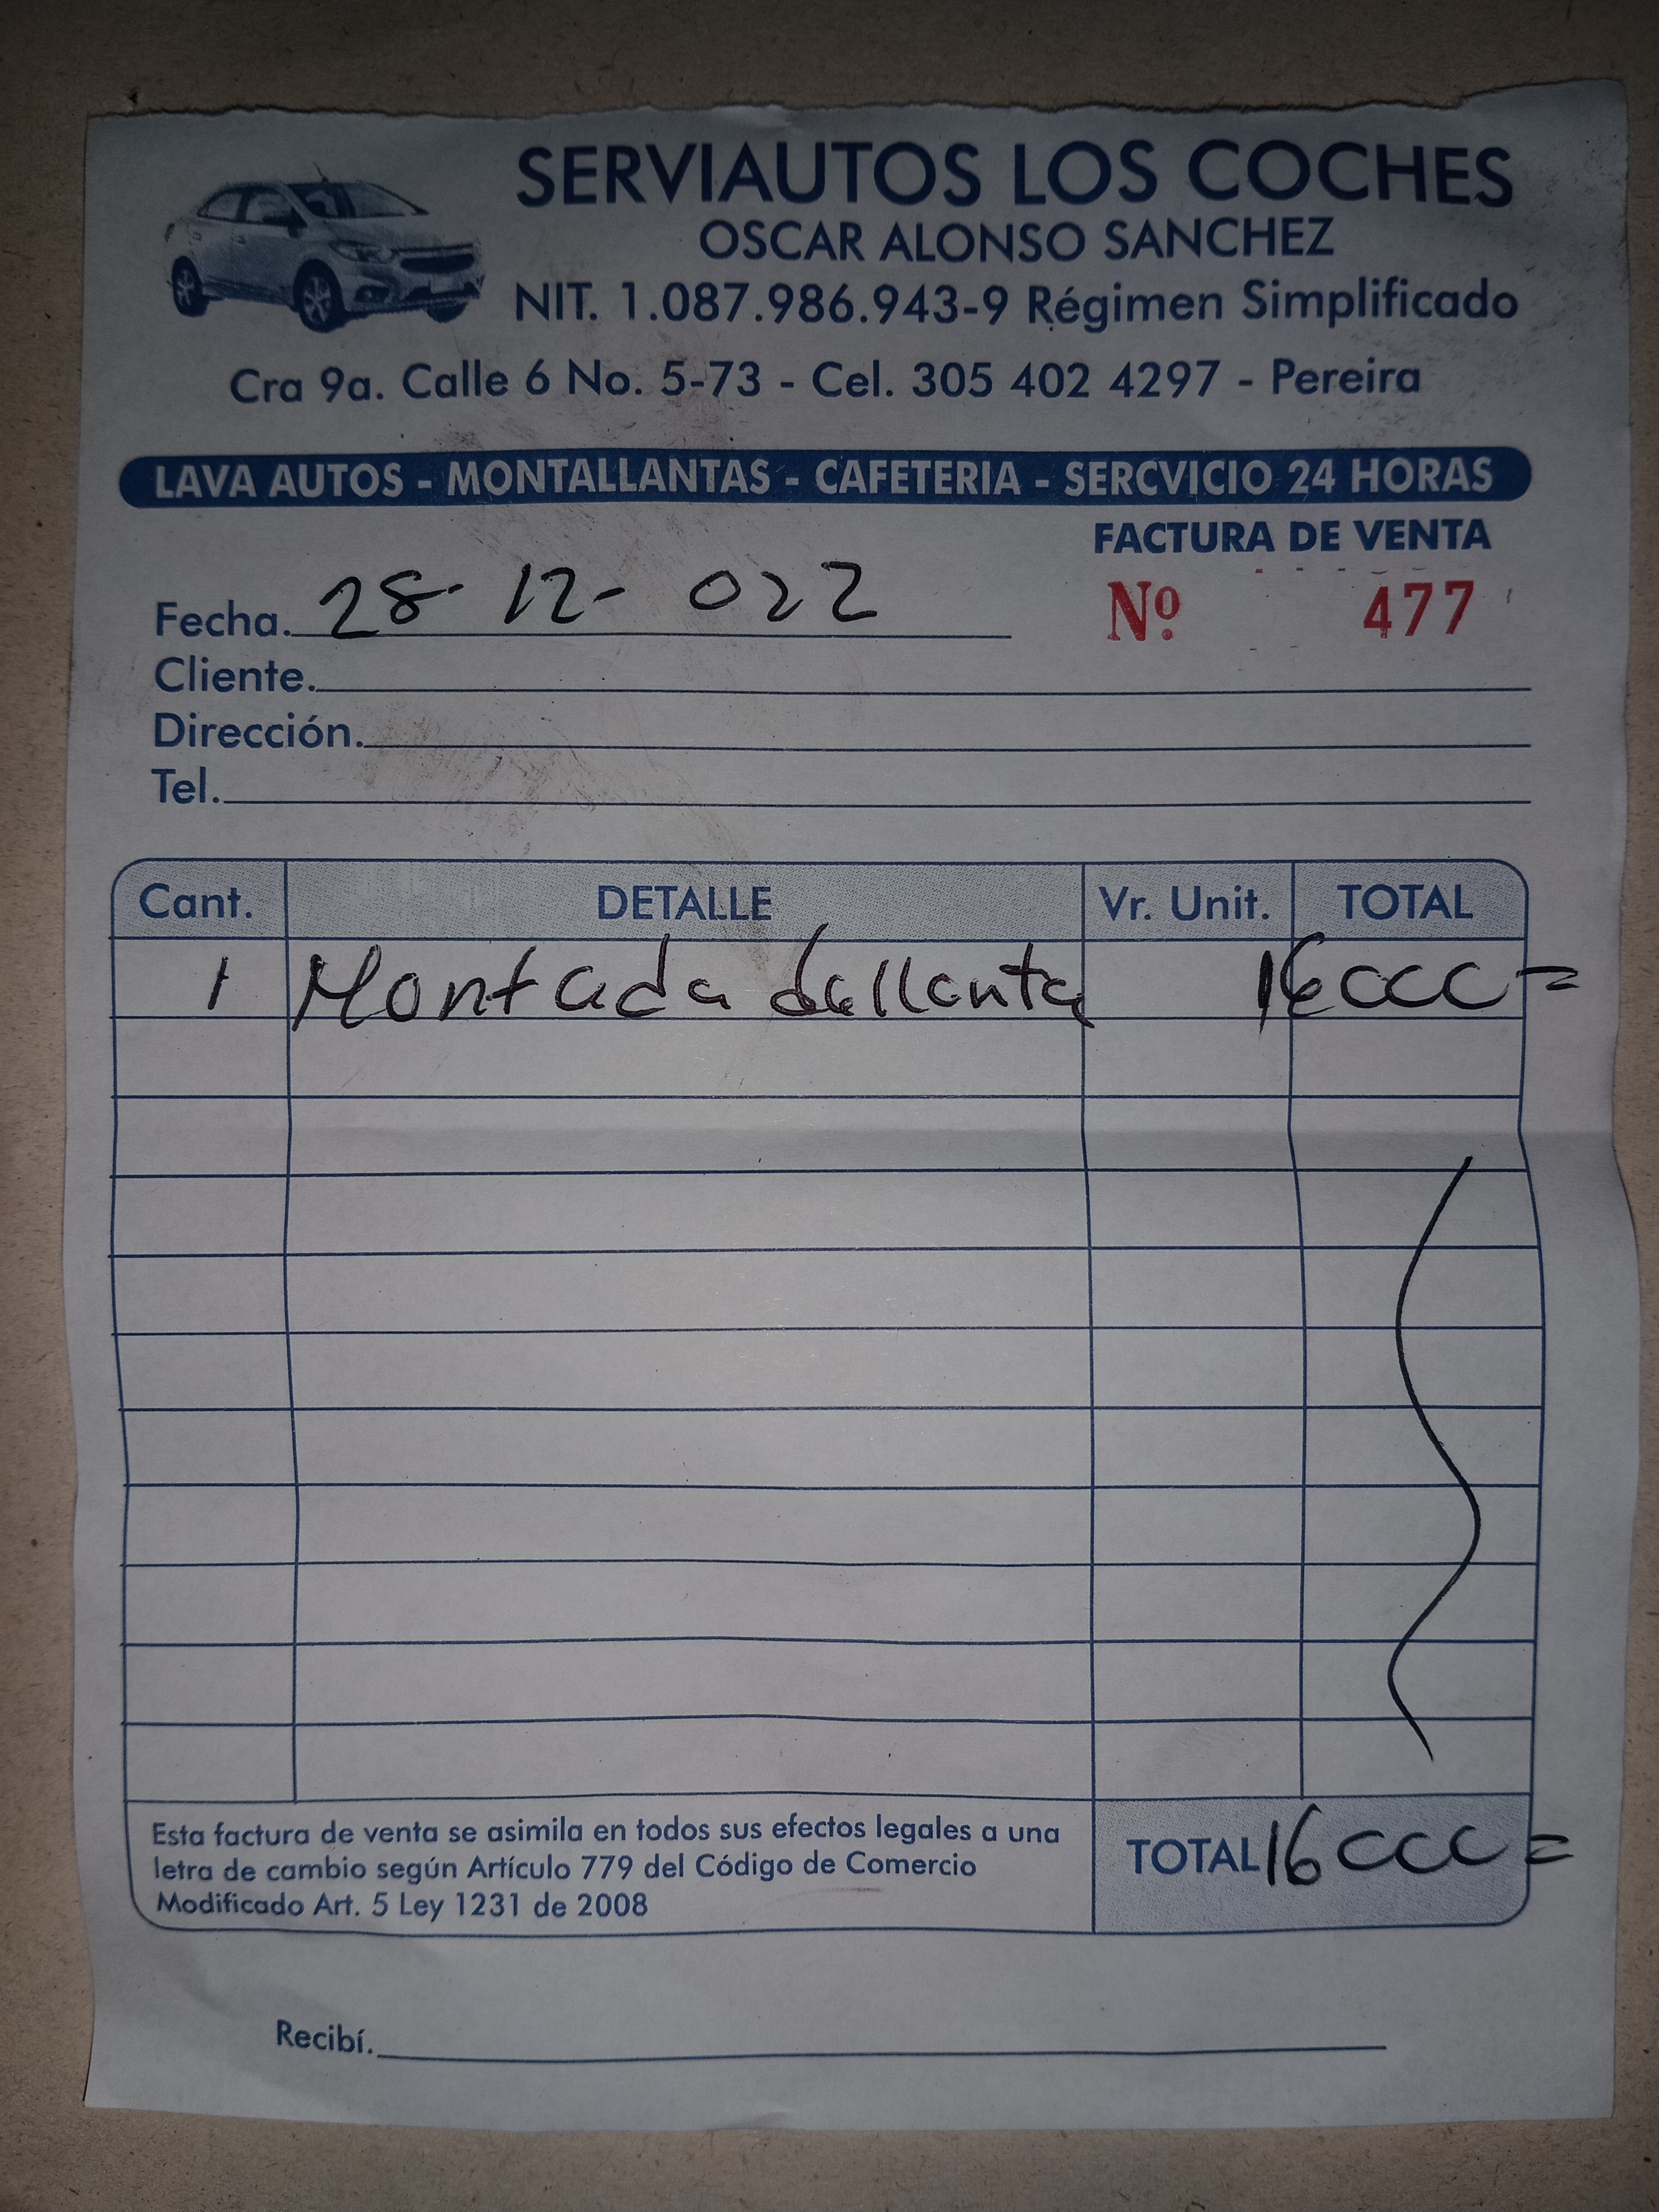 SERVIAUTOS LOS COCHES
OSCAR ALONSO SANCHEZ
NIT. 1.087.986.943-9 Régimen Simplificado
Cra 9a. Calle 6 No. 5-73 - Cel. 305 402 4297 - Pereira
LAVA AUTOS - MONTALLANTAS - CAFETERIA - SERCVICIO 24 HORAS
FACTURA DE VENTA
Nº 477
Fecha. 28-12-022
Cliente.
Dirección.
Tel.
Cant. DETALLE Vr. Unit. TOTAL
1 Montada dellanta 16000=
Esta factura de venta se asimila en todos sus efectos legales a una
letra de cambio según Artículo 779 del Código de Comercio
Modificado Art. 5 Ley 1231 de 2008
TOTAL 16000=
Recibí.